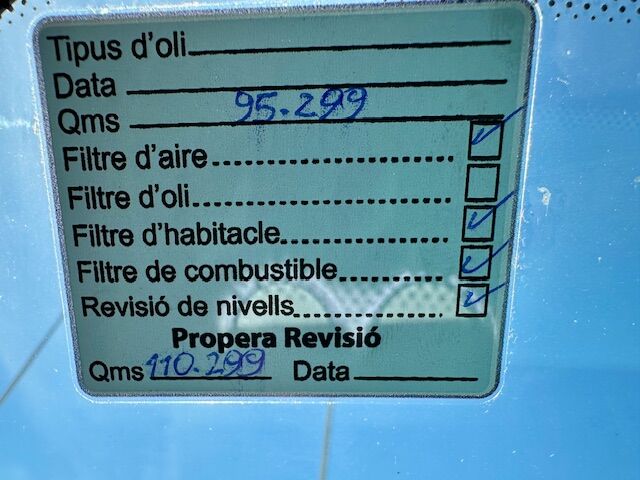 Tipus d'oli
Data
Qms 95.299
Filtre d'aire ☑
Filtre d'oli ☐
Filtre d'habitacle ☑
Filtre de combustible ☑
Revisió de nivells ☑
Propera Revisió
Qms 110.299 Data